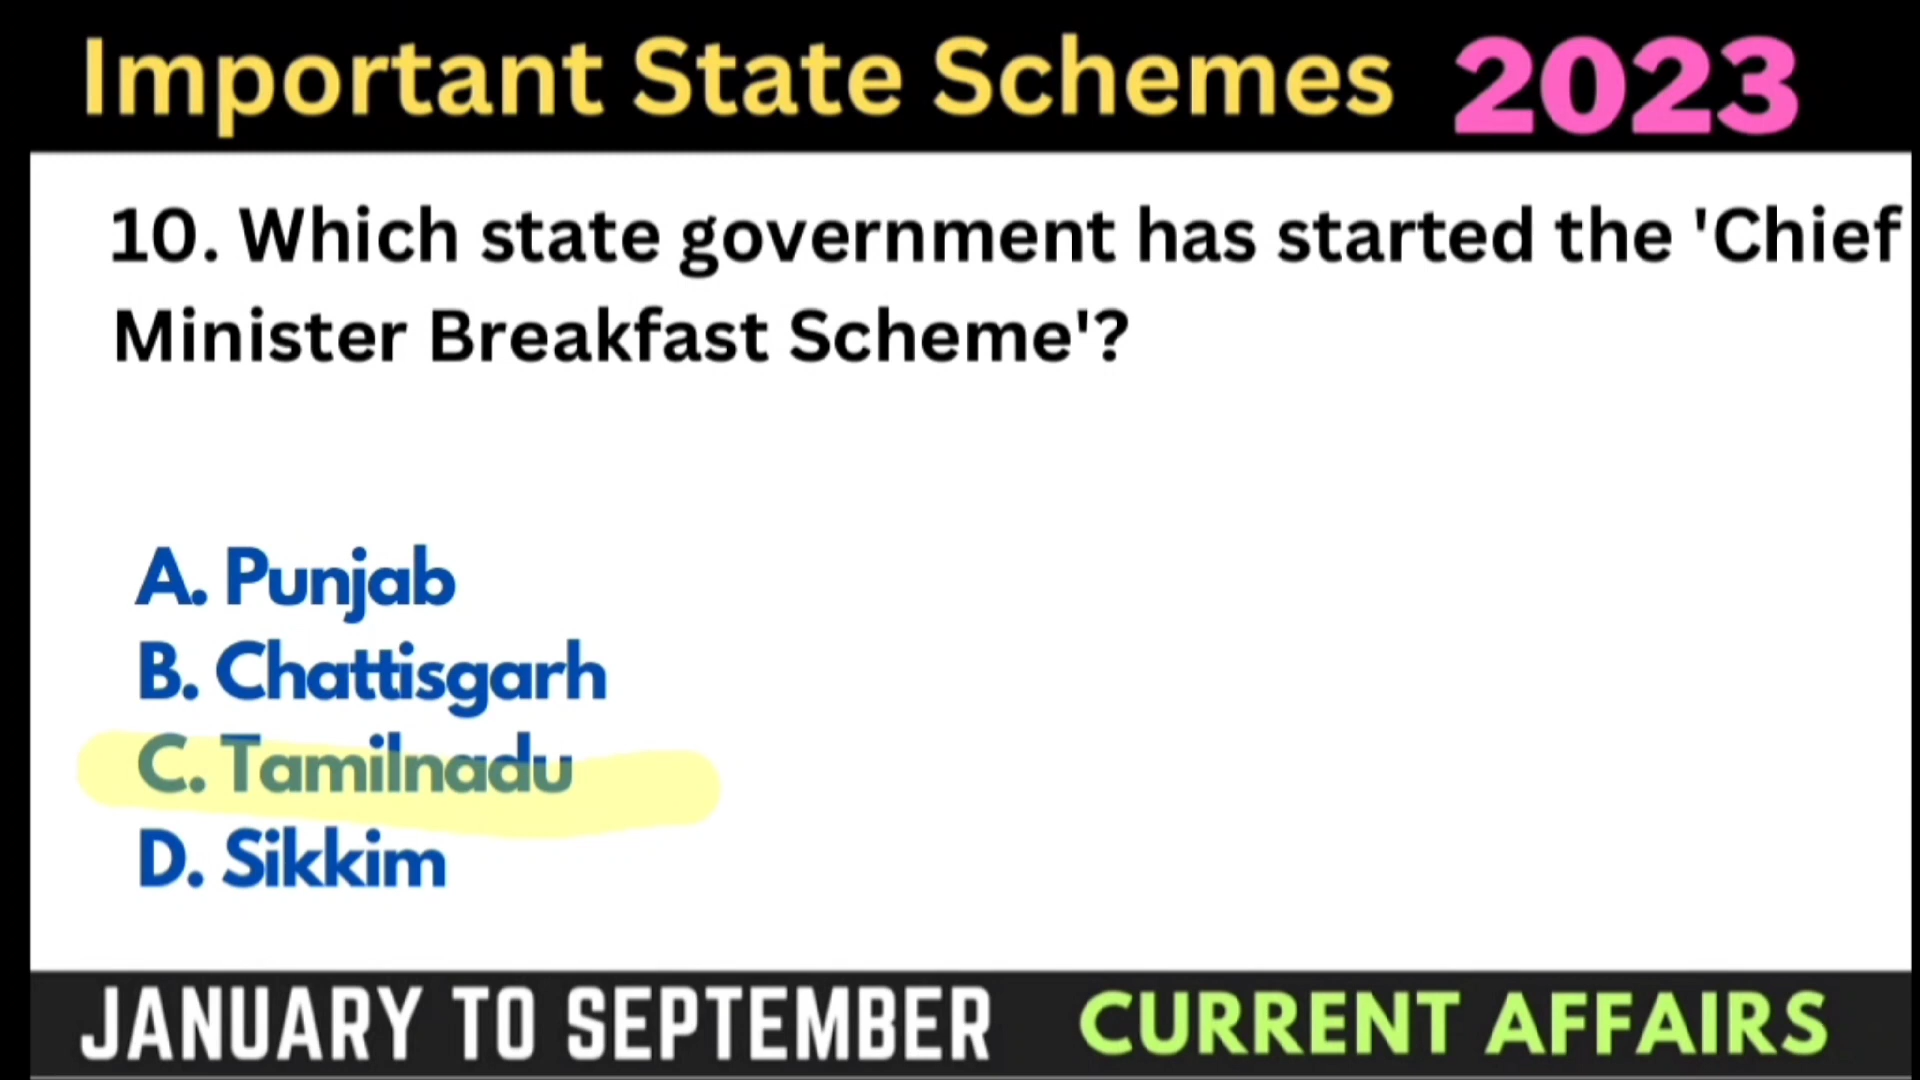 Important State Schemes 2023
10. Which state government has started the 'Chief
Minister Breakfast Scheme'?
A. Punjab
B. Chattisgarh
C. Tamilnadu
D. Sikkim
JANUARY TO SEPTEMBER CURRENT AFFAIRS